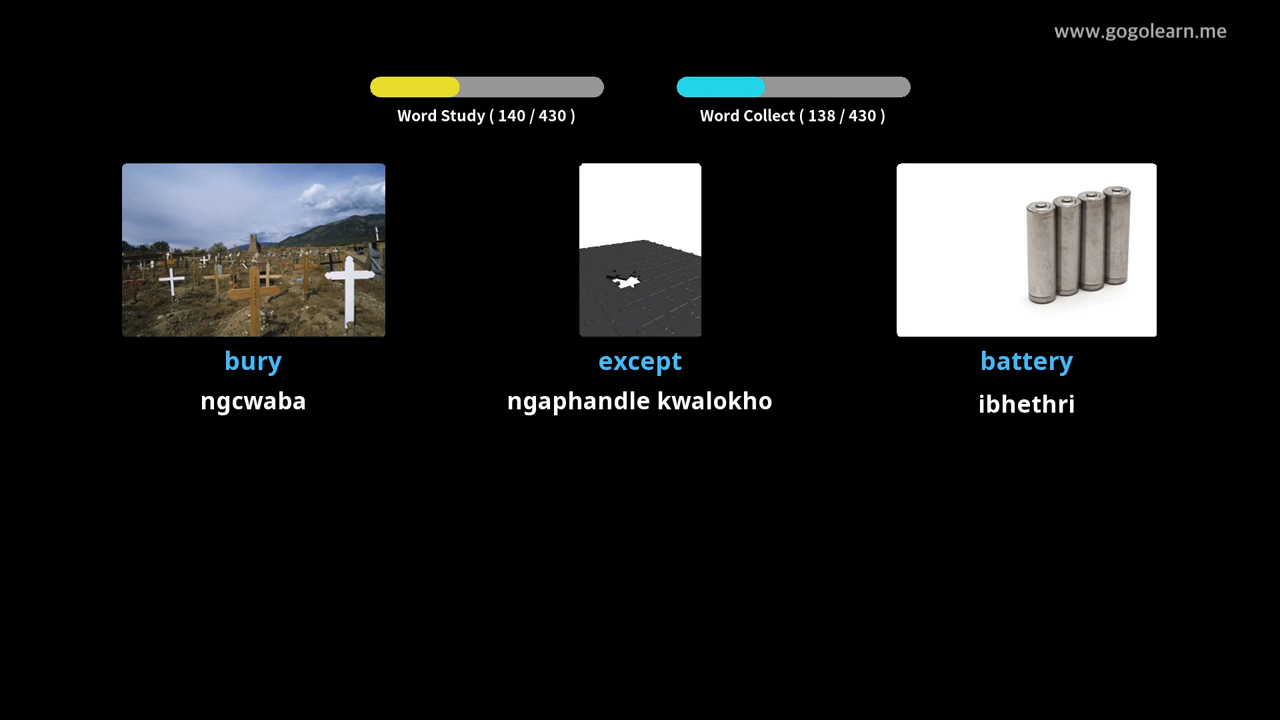 www.gogolearn.me
Word Study ( 140 / 430 )
Word Collect ( 138 / 430 )
bury
ngcwaba
except
ngaphandle kwalokho
battery
ibhethri